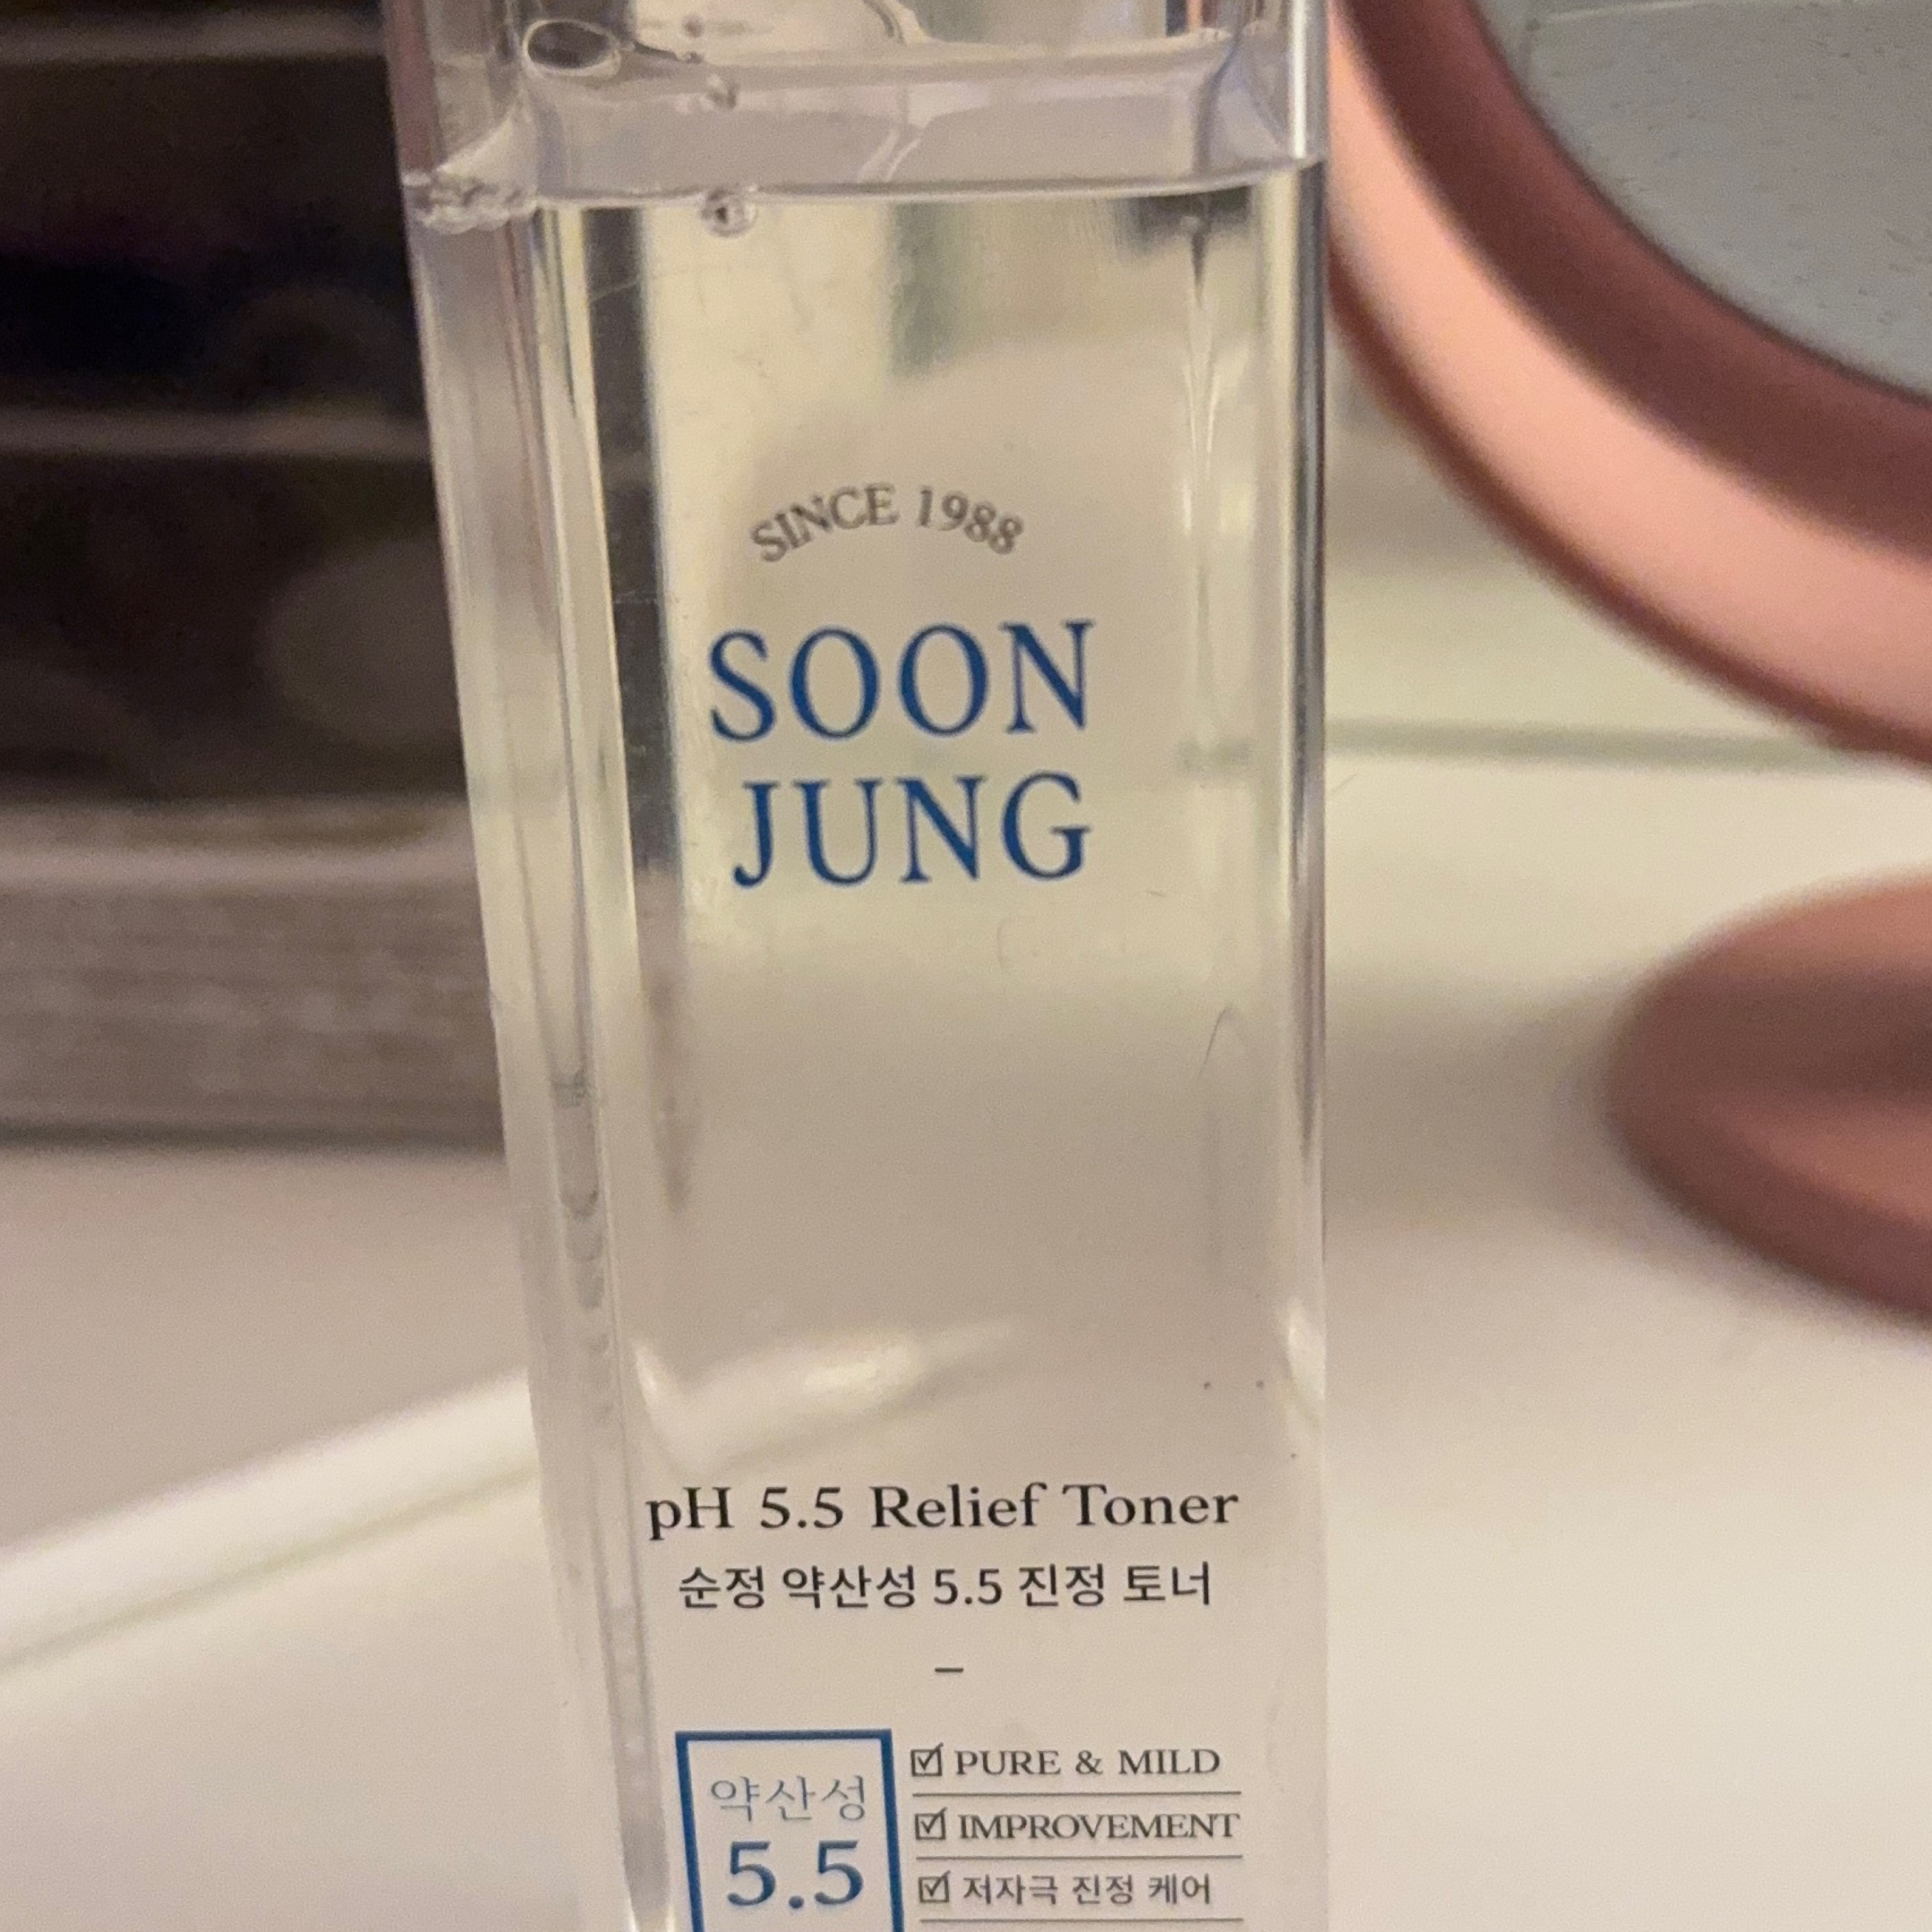 SINCE 1988
SOON
JUNG
pH 5.5 Relief Toner
순정 약산성 5.5 진정 토너
–
약산성
5.5
☑ PURE & MILD
☑ IMPROVEMENT
☑ 저자극 진정 케어